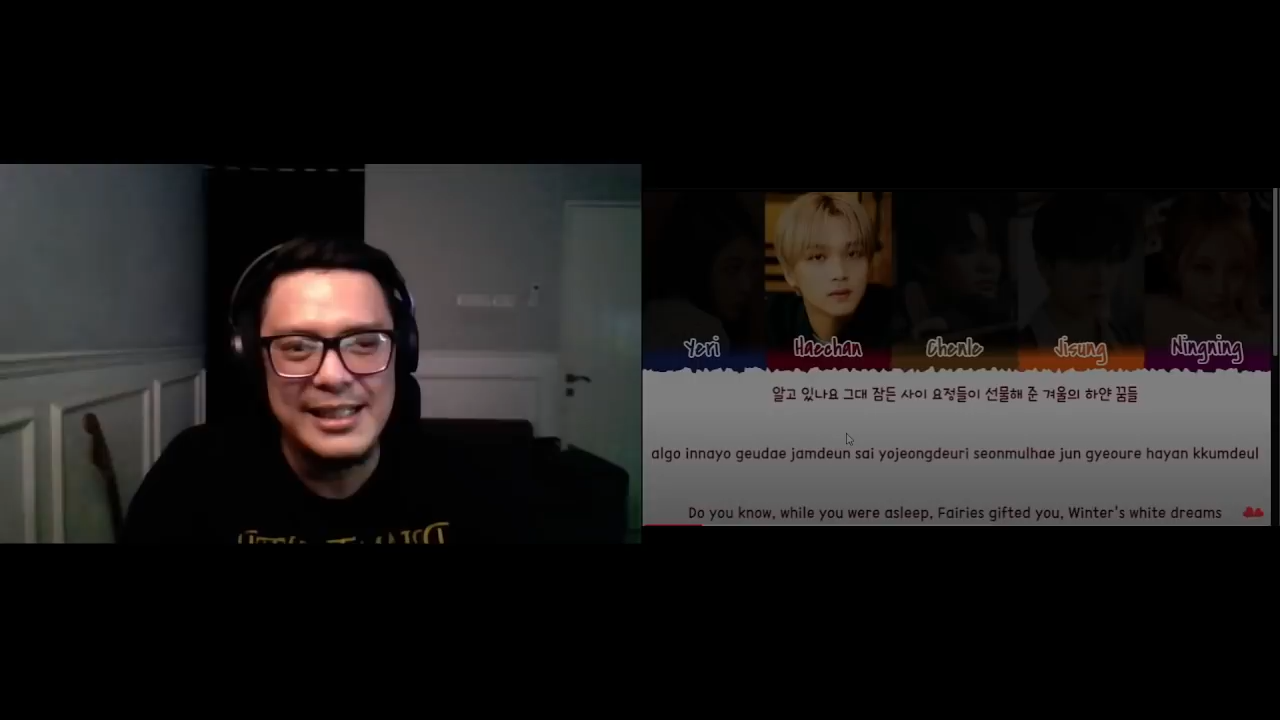 Yeri
Haechan
Chenle
Jisung
Ningning
알고 있나요 그대 잠든 사이 요정들이 선물해 준 겨울의 하얀 꿈들
algo innayo geudae jamdeun sai yojeongdeuri seonmulhae jun gyeoure hayan kkumdeul
Do you know, while you were asleep, Fairies gifted you, Winter's white dreams